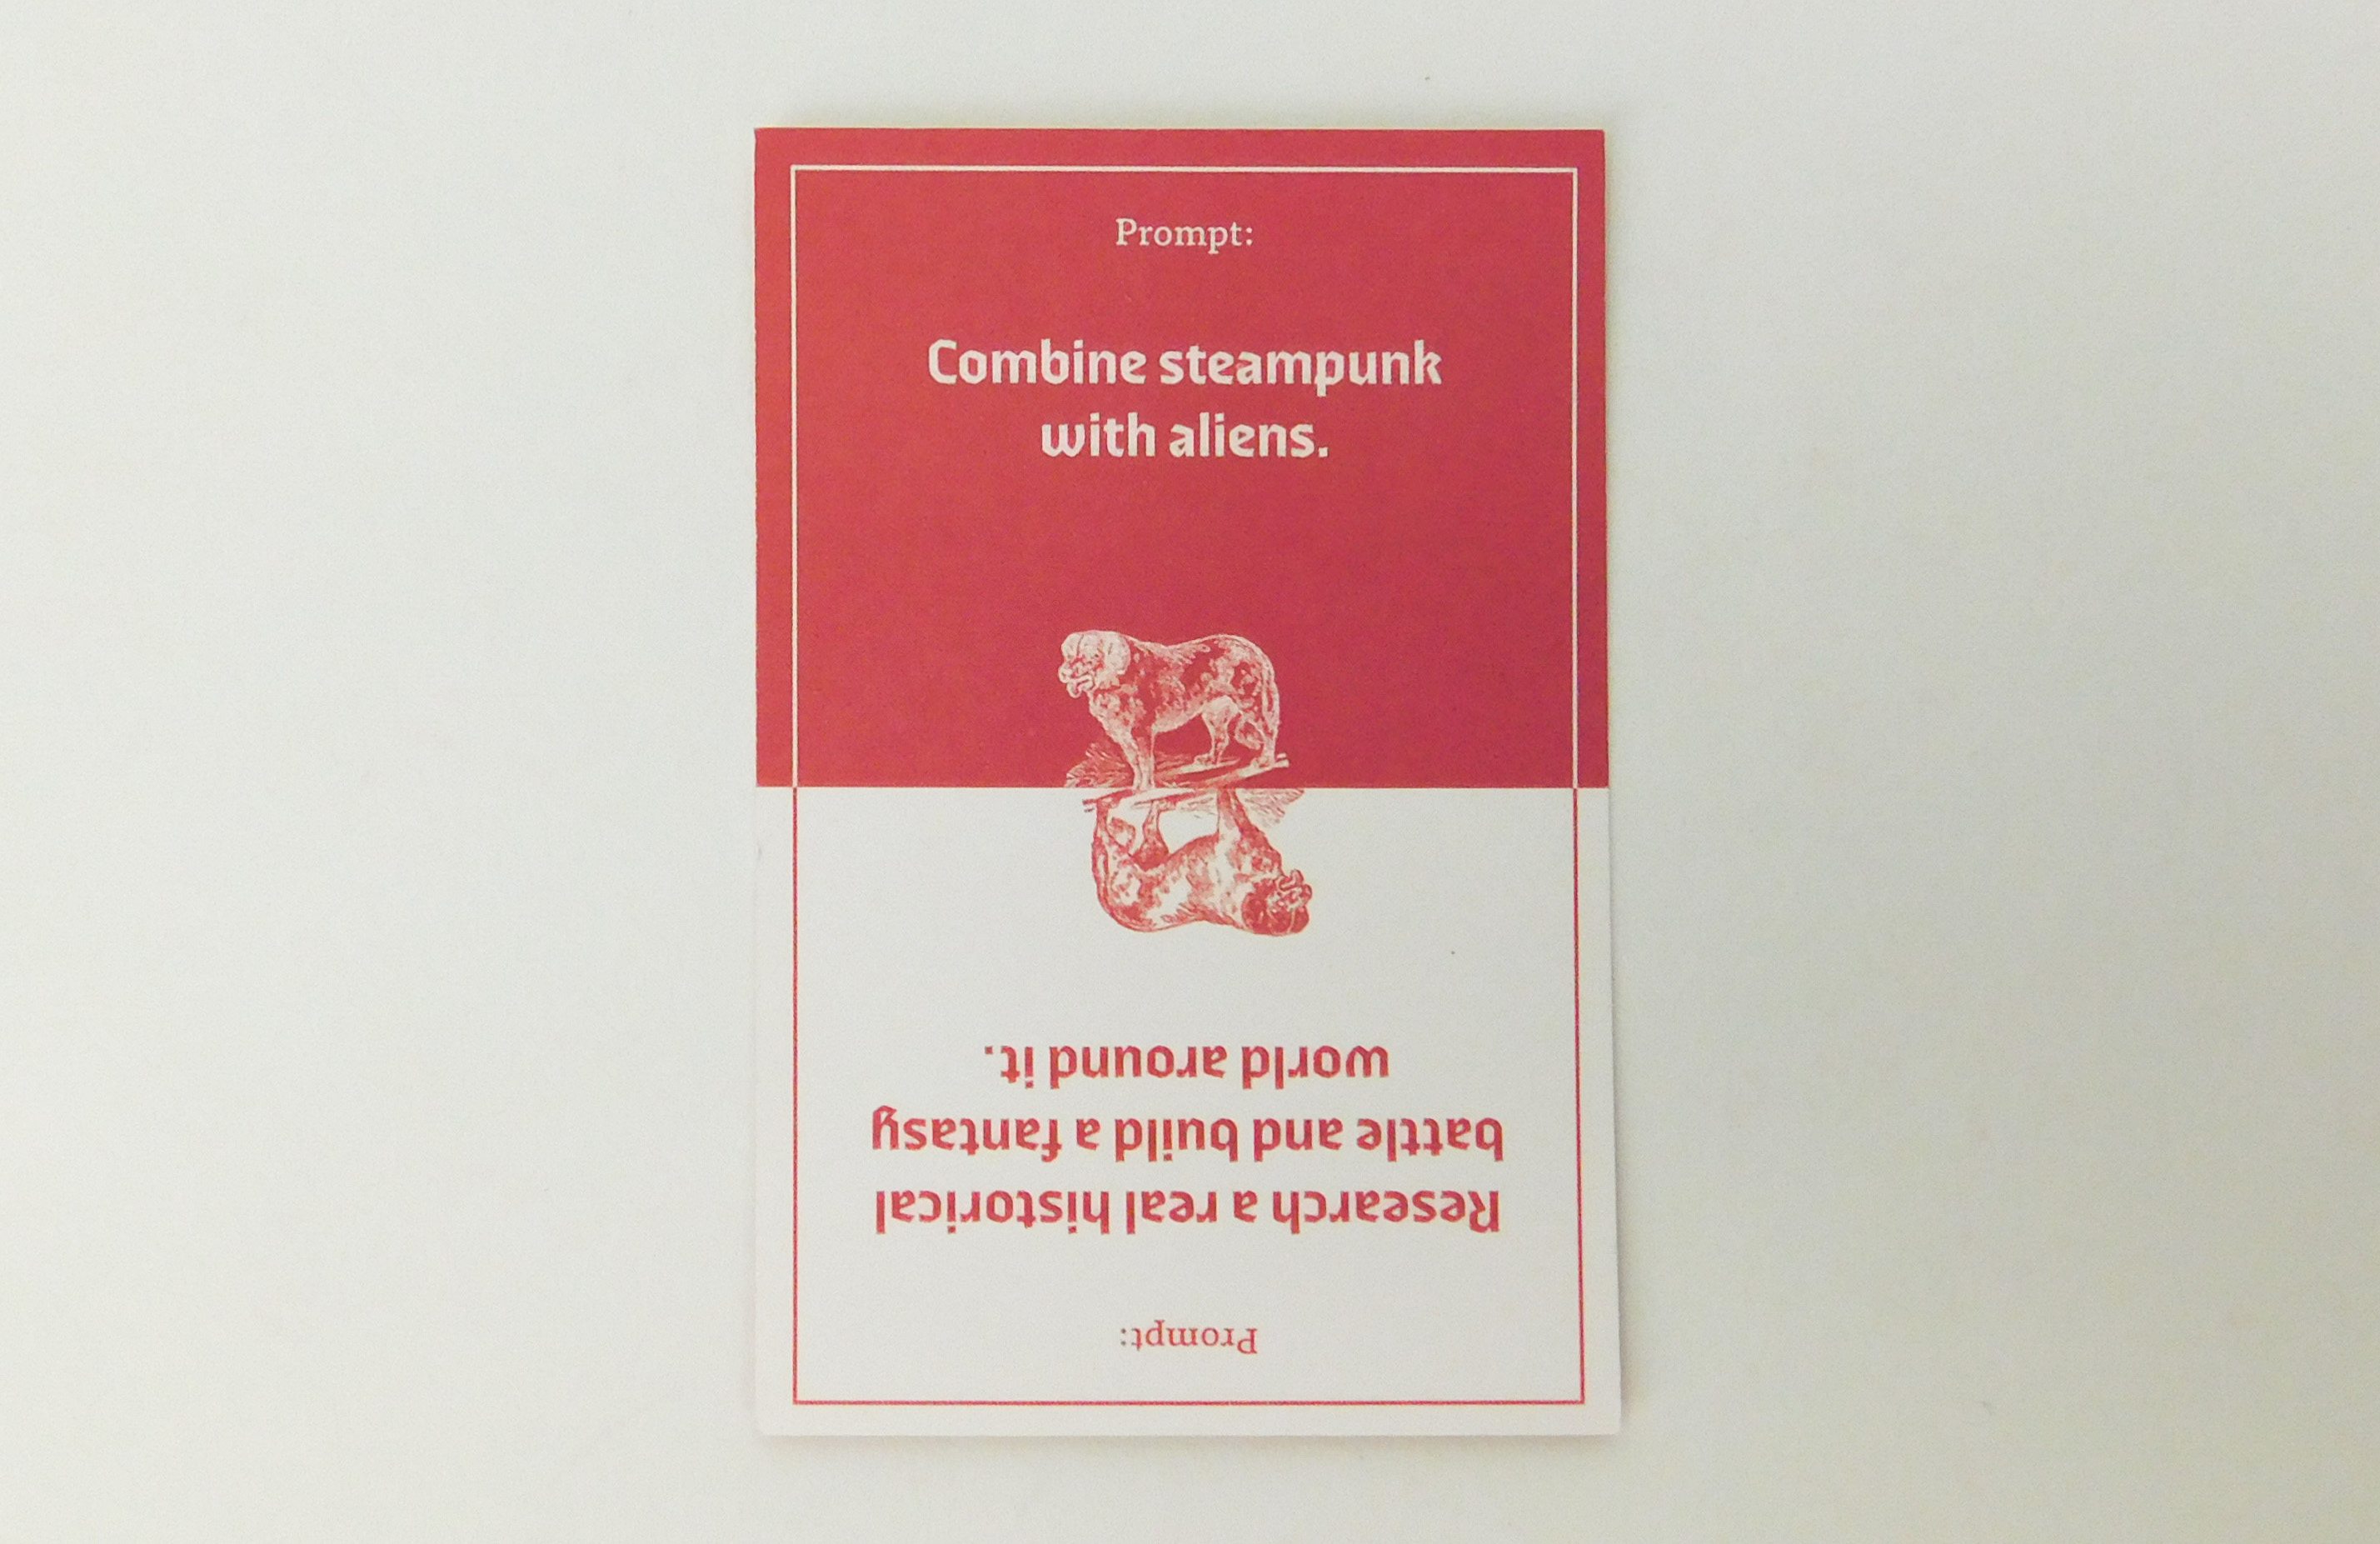 Prompt:
Combine steampunk
with aliens.
Prompt:
Research a real historical
battle and build a fantasy
world around it.